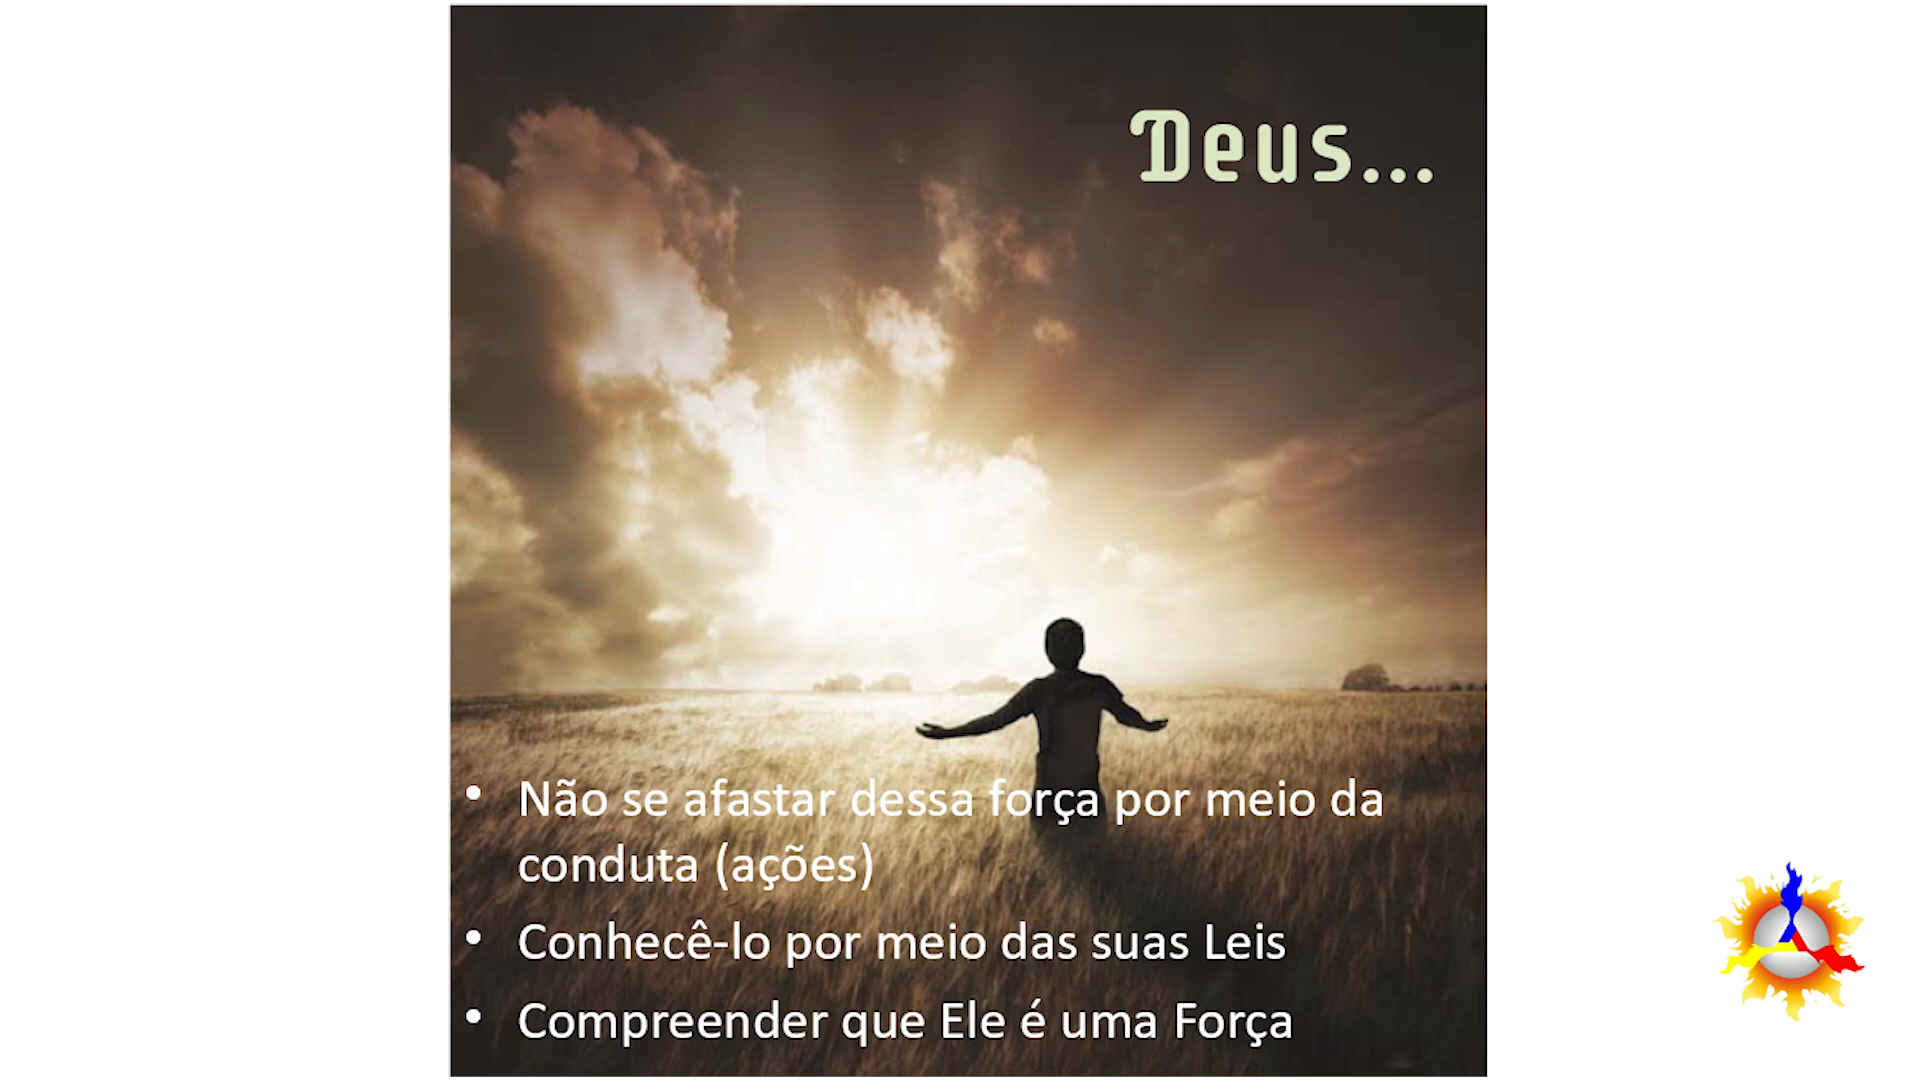 Deus...
• Não se afastar dessa força por meio da
conduta (ações)
• Conhecê-lo por meio das suas Leis
• Compreender que Ele é uma Força